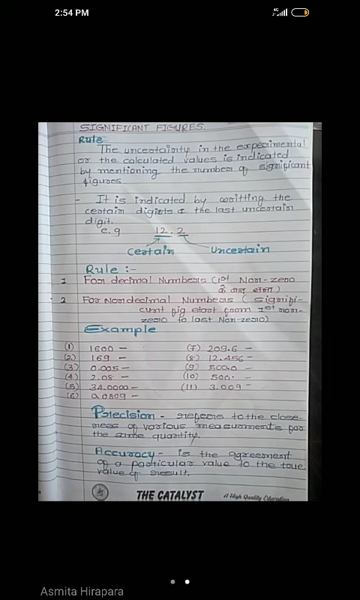 2:54 PM
SIGNIFICANT FIGURES.
Rule
The uncertainty in the experimental
or the calculated values is indicated
by mentioning the number of significant
figures
- It is indicated by writting the
certain digists & the last uncertain
digit.
e.g 12.2
Certain Uncertain
Rule :-
1 For decimal Numbers (1st Non-zero
के बाद वाला)
2 For Nondecimal Numbers (signifi-
cant fig start from 1st non-
zero to last Non-zero)
Example
(1) 1600 - (7) 209.6 -
(2) 169 - (8) 12.456 -
(3) 0.005 - (9) 5000 -
(4) 2.08 - (10) 500. -
(5) 34.0000 - (11) 3.009 -
(6) 0.0809 -
Precision - refers to the close-
ness of various measurements for
the same quantity.
Accuracy - is the agreement
of a particular value to the true
value of result.
THE CATALYST A High Quality Education
Asmita Hirapara